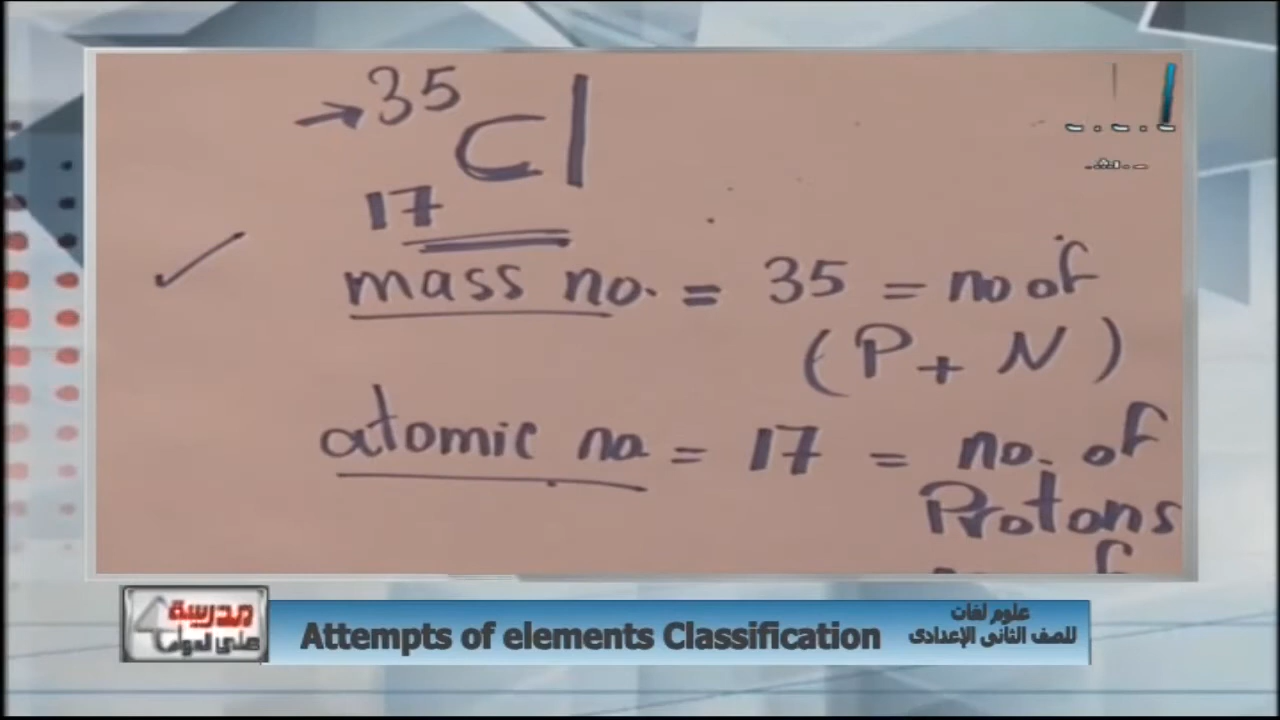 → 35
Cl
17
✓ mass no. = 35 = no of
(P + N)
atomic no = 17 = no. of
Protons
مدرسة
على الهواء
Attempts of elements Classification
علوم لغات
للصف الثانى الإعدادى